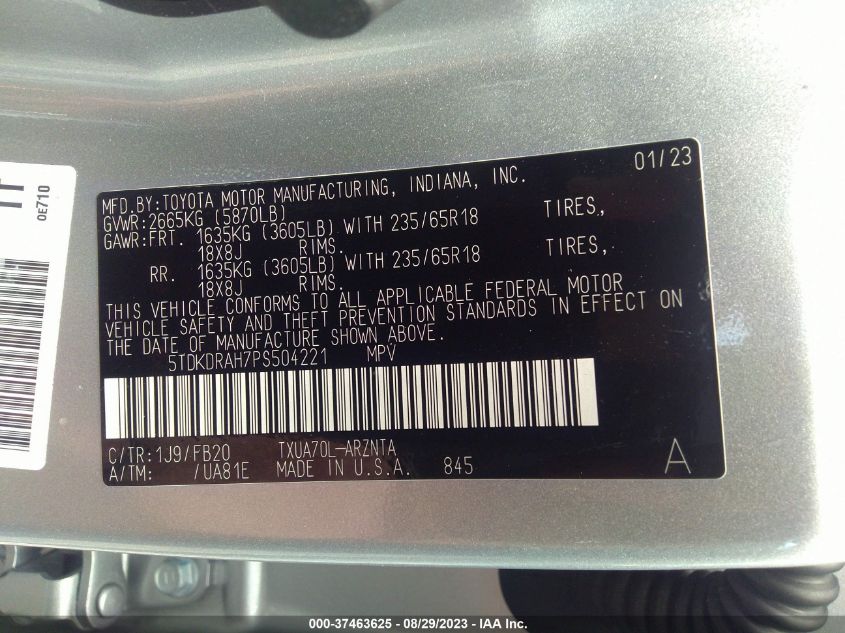 01/23
MFD.BY:TOYOTA MOTOR MANUFACTURING, INDIANA, INC.
GVWR:2665KG (5870LB)
GAWR:FRT. 1635KG (3605LB) WITH 235/65R18 TIRES,
18X8J RIMS.
RR. 1635KG (3605LB) WITH 235/65R18 TIRES,
18X8J RIMS.
THIS VEHICLE CONFORMS TO ALL APPLICABLE FEDERAL MOTOR
VEHICLE SAFETY AND THEFT PREVENTION STANDARDS IN EFFECT ON
THE DATE OF MANUFACTURE SHOWN ABOVE.
5TDKDRAH7PS504221 MPV
C/TR:1J9/FB20 TXUA70L-ARZNTA
A/TM: /UA81E MADE IN U.S.A. 845 A
0E710
000-37463625 - 08/29/2023 - IAA Inc.